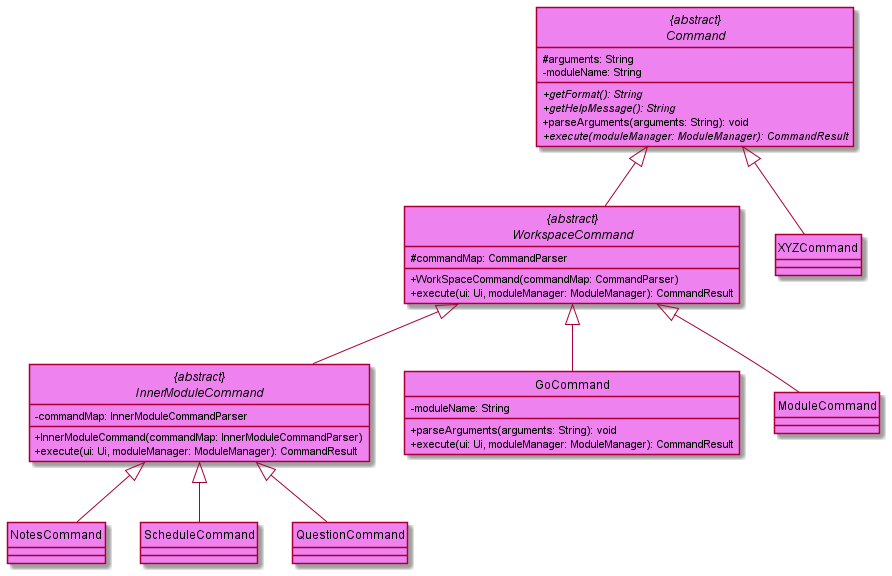 {abstract}
Command
#arguments: String
-moduleName: String
+getFormat(): String
+getHelpMessage(): String
+parseArguments(arguments: String): void
+execute(moduleManager: ModuleManager): CommandResult
{abstract}
WorkspaceCommand
#commandMap: CommandParser
+WorkSpaceCommand(commandMap: CommandParser)
+execute(ui: Ui, moduleManager: ModuleManager): CommandResult
XYZCommand
{abstract}
InnerModuleCommand
-commandMap: InnerModuleCommandParser
+InnerModuleCommand(commandMap: InnerModuleCommandParser)
+execute(ui: Ui, moduleManager: ModuleManager): CommandResult
GoCommand
-moduleName: String
+parseArguments(arguments: String): void
+execute(ui: Ui, moduleManager: ModuleManager): CommandResult
ModuleCommand
NotesCommand
ScheduleCommand
QuestionCommand